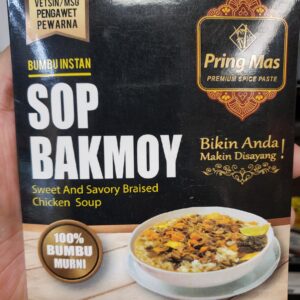 VETSIN/MSG
PENGAWET
PEWARNA
Pring Mas
PREMIUM SPICE PASTE
BUMBU INSTAN
SOP
BAKMOY
Bikin Anda
Makin Disayang !
Sweet And Savory Braised
Chicken Soup
100%
BUMBU
MURNI